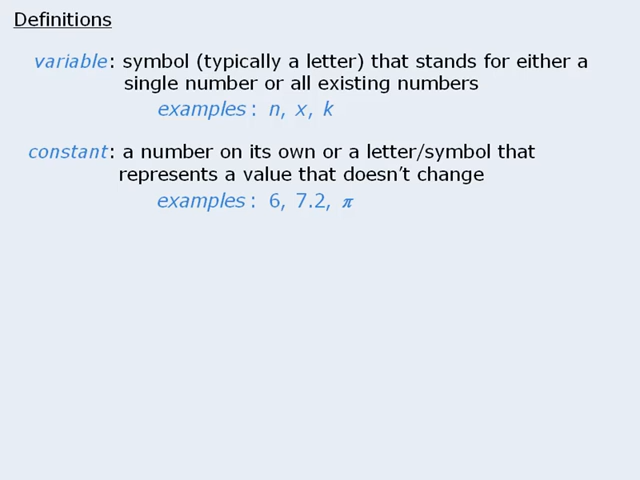 Definitions
variable: symbol (typically a letter) that stands for either a
single number or all existing numbers
examples: n, x, k
constant: a number on its own or a letter/symbol that
represents a value that doesn’t change
examples: 6, 7.2, π